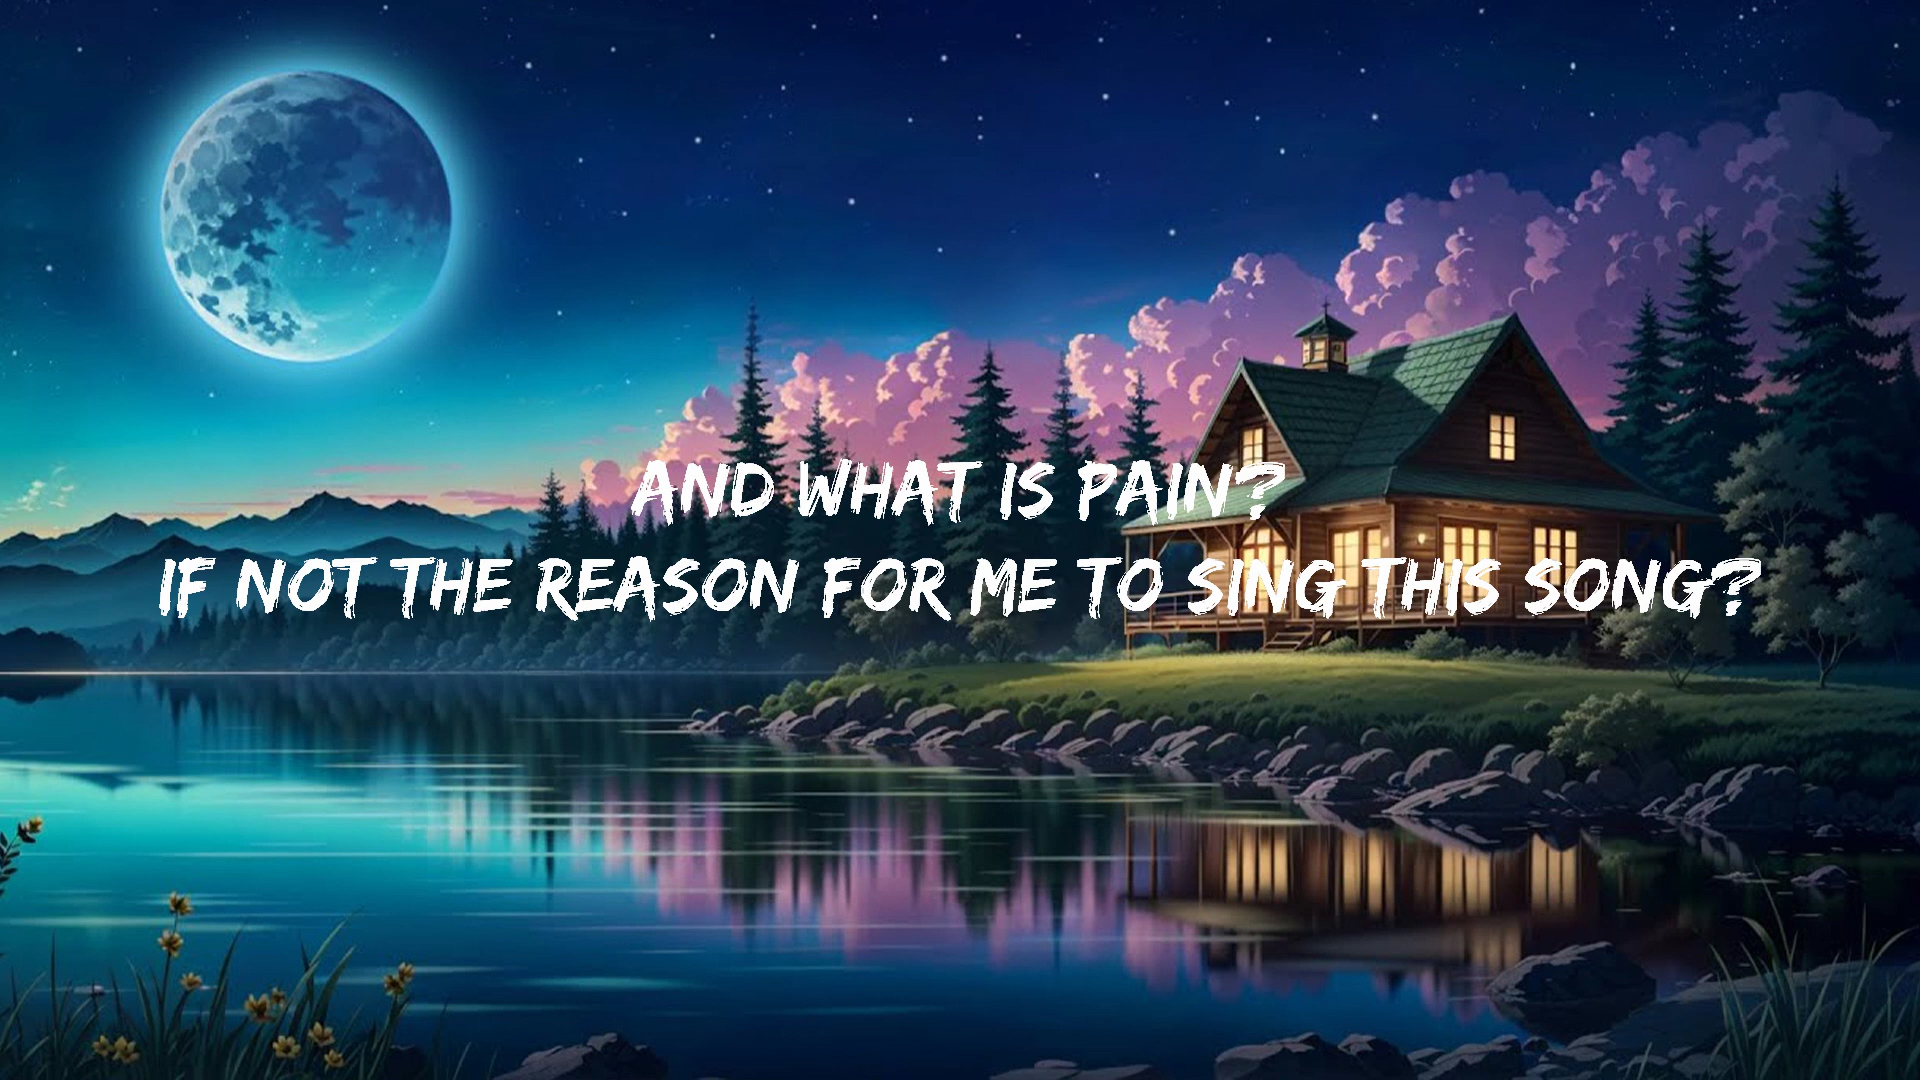 AND WHAT IS PAIN?
IF NOT THE REASON FOR ME TO SING THIS SONG?